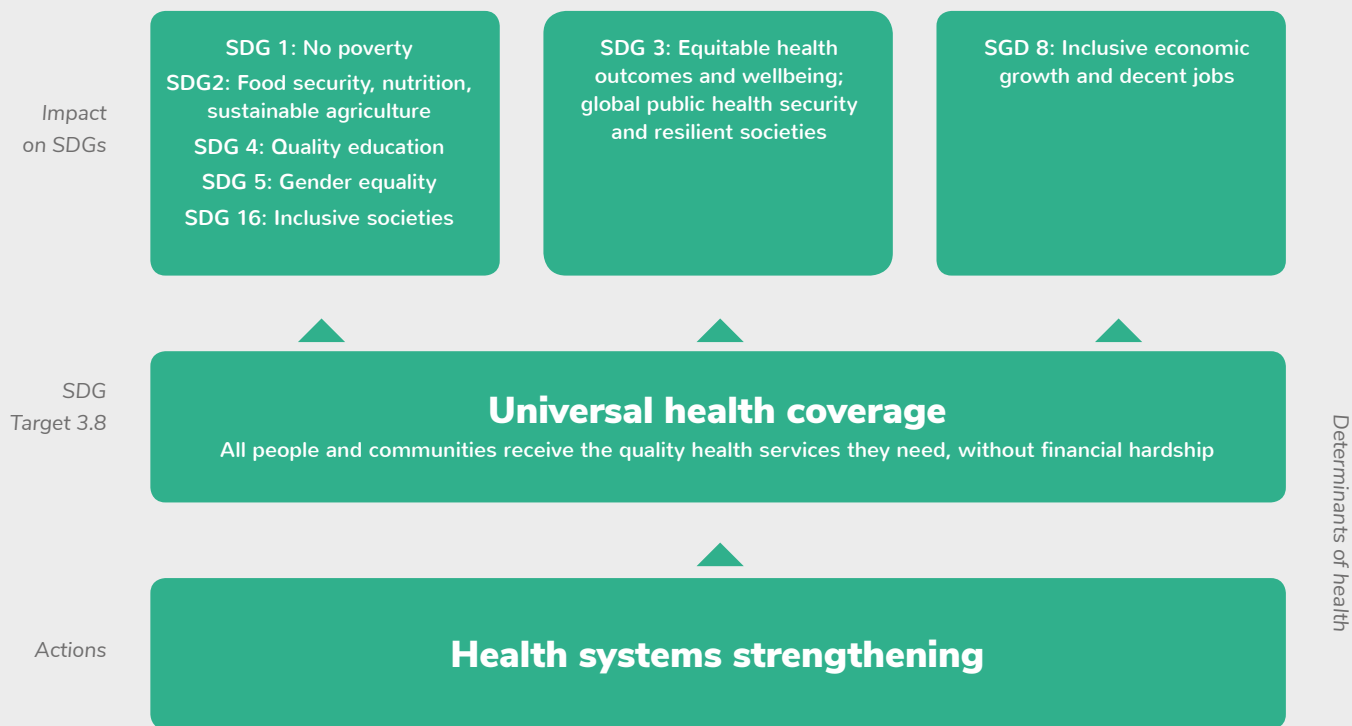 Impact
on SDGs
SDG 1: No poverty
SDG2: Food security, nutrition,
sustainable agriculture
SDG 4: Quality education
SDG 5: Gender equality
SDG 16: Inclusive societies
SDG 3: Equitable health
outcomes and wellbeing;
global public health security
and resilient societies
SGD 8: Inclusive economic
growth and decent jobs
SDG
Target 3.8
Universal health coverage
All people and communities receive the quality health services they need, without financial hardship
Determinants of health
Actions
Health systems strengthening